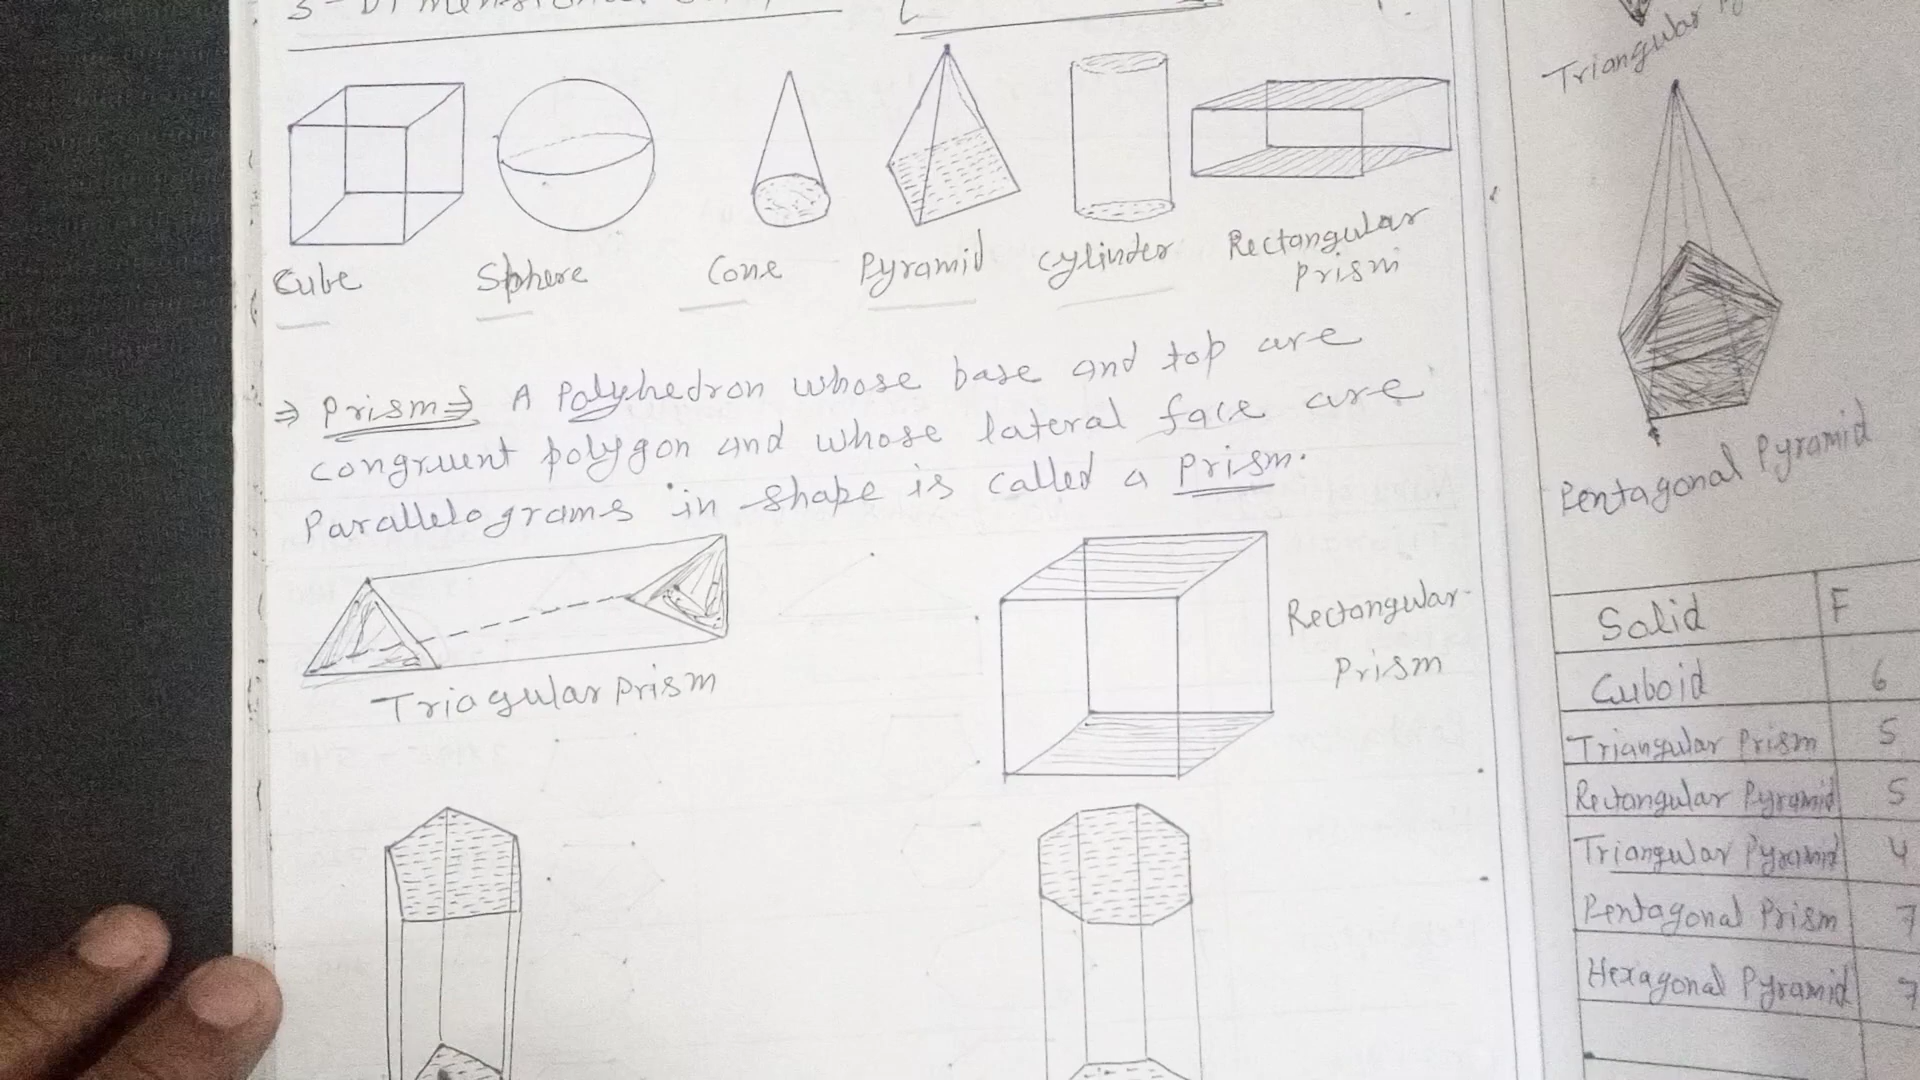 3-Dimensional
Cube
Sphere
Cone
Pyramid
Cylinder
Rectangular
Prism
⇒ Prism ⇒ A Polyhedron whose base and top are
congruent polygon and whose lateral face are
Parallelograms in shape is called a Prism.
Triagular Prism
Rectangular
Prism
Triangular
Pentagonal Pyramid
Solid F
Cuboid 6
Triangular Prism 5
Rectangular Pyramid 5
Triangular Pyramid 4
Pentagonal Prism 7
Hexagonal Pyramid 7